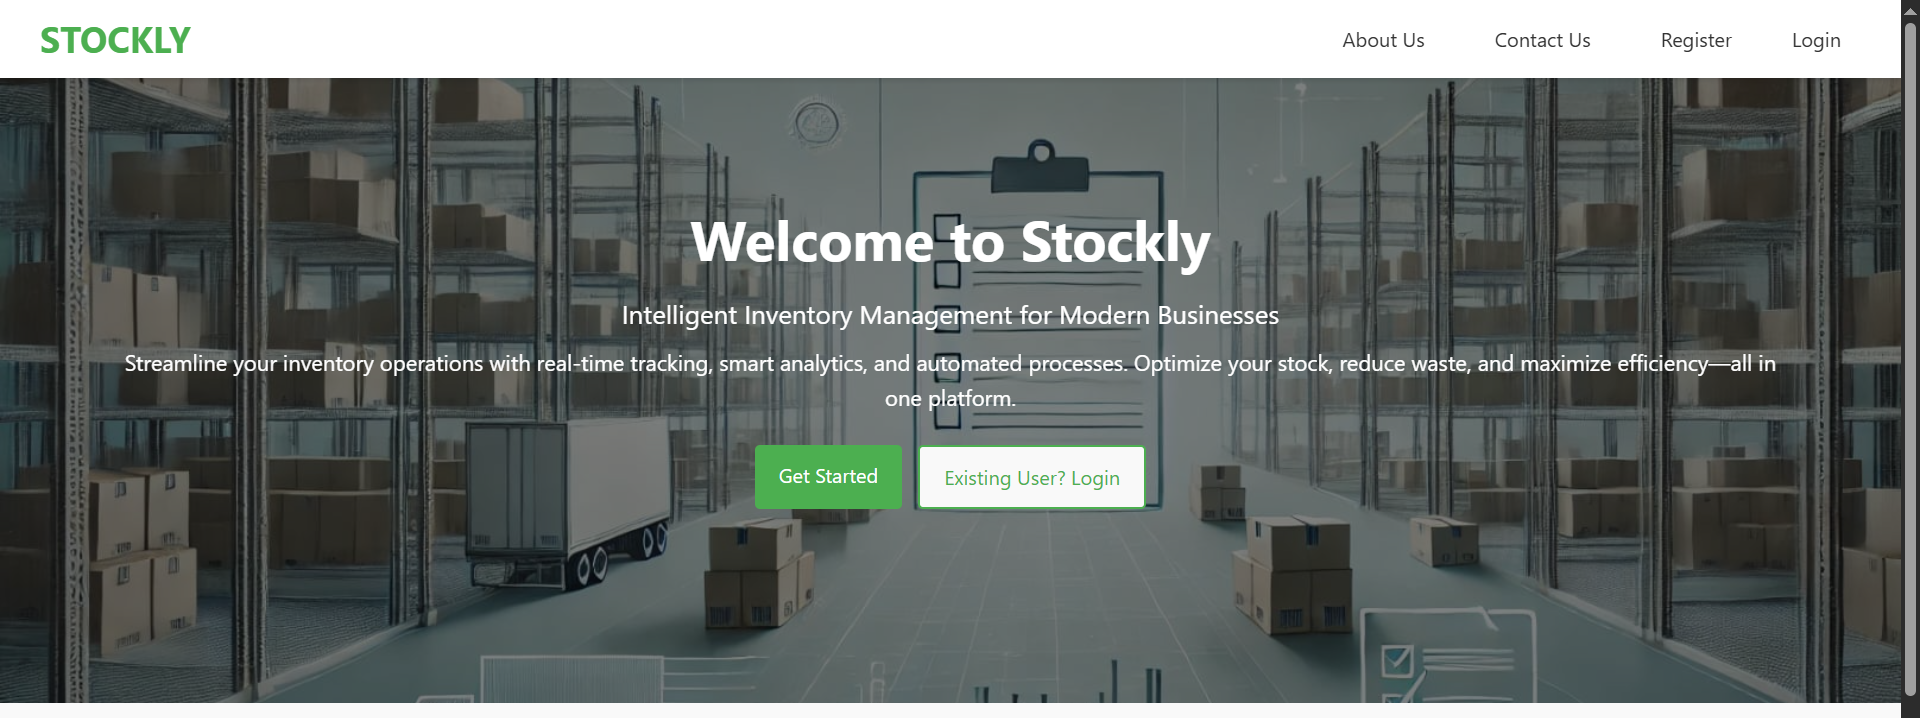 STOCKLY
About Us
Contact Us
Register
Login
Welcome to Stockly
Intelligent Inventory Management for Modern Businesses
Streamline your inventory operations with real-time tracking, smart analytics, and automated processes. Optimize your stock, reduce waste, and maximize efficiency—all in
one platform.
Get Started
Existing User? Login